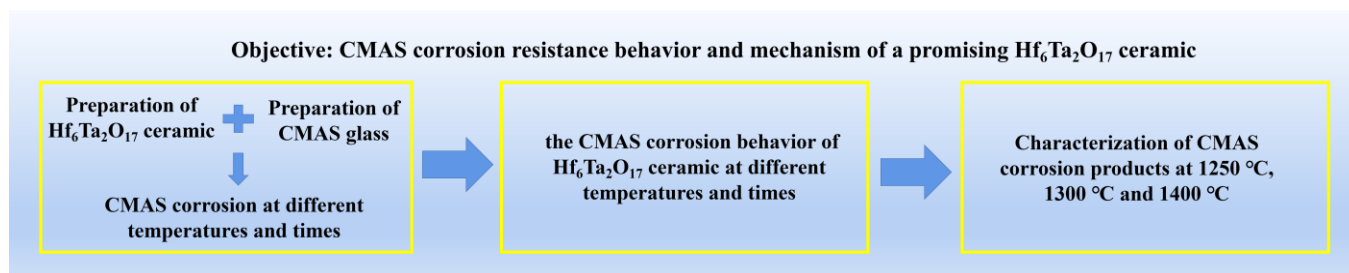 Objective: CMAS corrosion resistance behavior and mechanism of a promising Hf₆Ta₂O₁₇ ceramic
Preparation of
Hf₆Ta₂O₁₇ ceramic
Preparation of
CMAS glass
CMAS corrosion at different
temperatures and times
the CMAS corrosion behavior of
Hf₆Ta₂O₁₇ ceramic at different
temperatures and times
Characterization of CMAS
corrosion products at 1250 ℃,
1300 ℃ and 1400 ℃